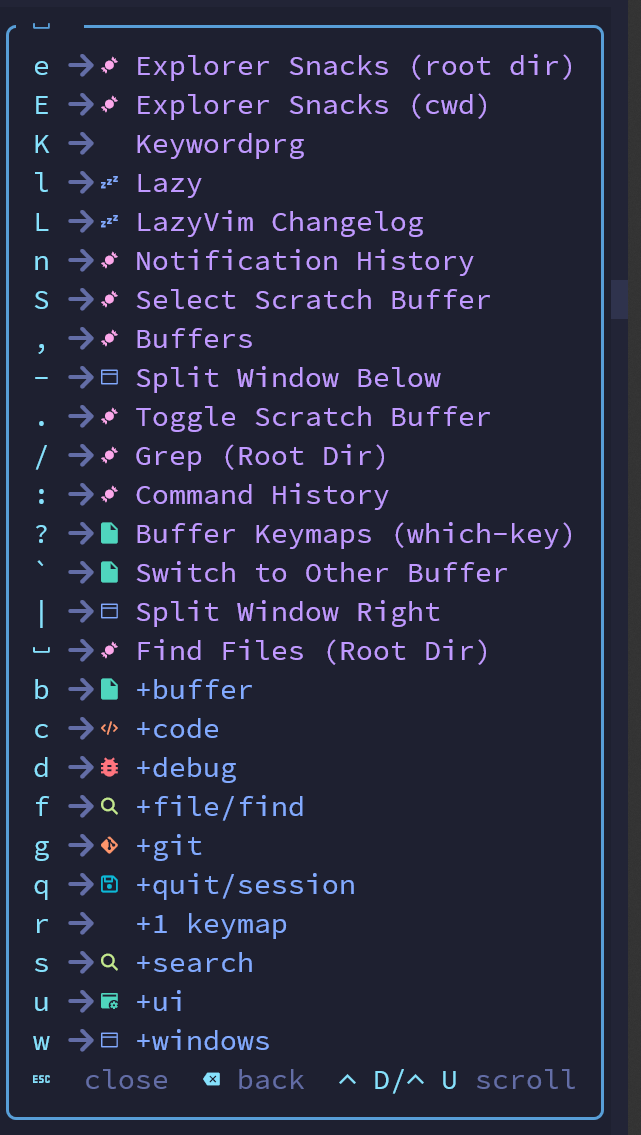 e Explorer Snacks (root dir)
E Explorer Snacks (cwd)
K Keywordprg
l Lazy
L LazyVim Changelog
n Notification History
S Select Scratch Buffer
, Buffers
- Split Window Below
. Toggle Scratch Buffer
/ Grep (Root Dir)
: Command History
? Buffer Keymaps (which-key)
` Switch to Other Buffer
| Split Window Right
␣ Find Files (Root Dir)
b +buffer
c +code
d +debug
f +file/find
g +git
q +quit/session
r +1 keymap
s +search
u +ui
w +windows
ESC close back ^ D/^ U scroll